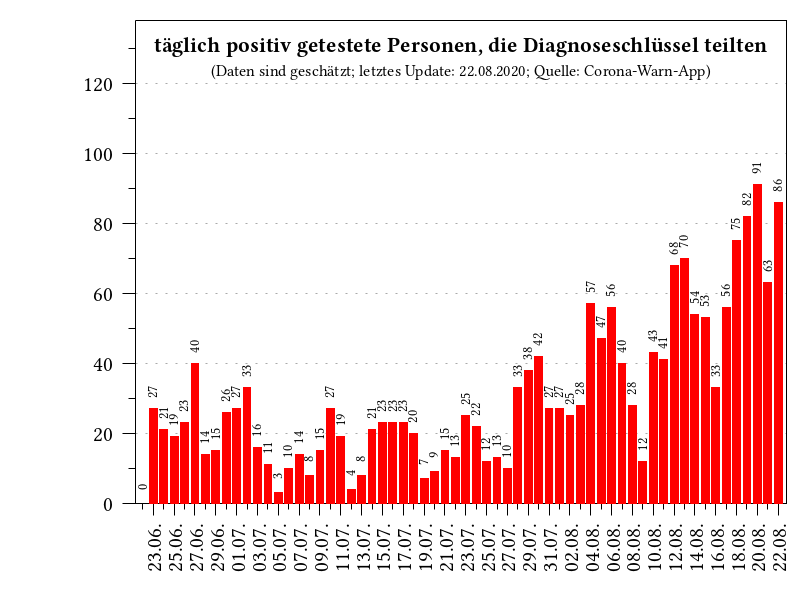 täglich positiv getestete Personen, die Diagnoseschlüssel teilten
(Daten sind geschätzt; letztes Update: 22.08.2020; Quelle: Corona-Warn-App)
120
100
80
60
40
20
0
0 27 21 19 23 40 14 15 26 27 33 16 11 3 10 14 8 15 27 19 4 8 21 23 23 23 20 7 9 15 13 25 22 12 13 10 33 38 42 27 27 25 28 57 47 56 40 28 12 43 41 68 70 54 53 33 56 75 82 91 63 86
23.06. 25.06. 27.06. 29.06. 01.07. 03.07. 05.07. 07.07. 09.07. 11.07. 13.07. 15.07. 17.07. 19.07. 21.07. 23.07. 25.07. 27.07. 29.07. 31.07. 02.08. 04.08. 06.08. 08.08. 10.08. 12.08. 14.08. 16.08. 18.08. 20.08. 22.08.